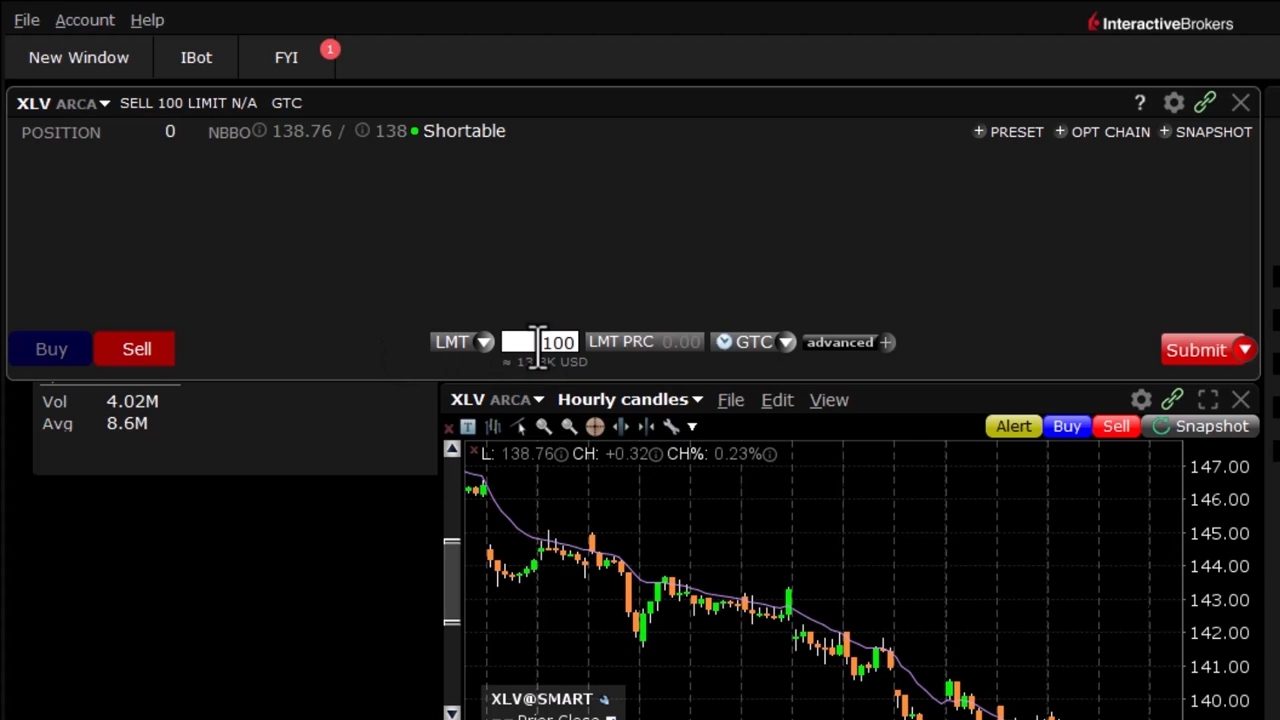 File Account Help
InteractiveBrokers
New Window IBot FYI 1
XLV ARCA SELL 100 LIMIT N/A GTC ?
POSITION 0 NBBO 138.76 / 138 Shortable + PRESET + OPT CHAIN + SNAPSHOT
Buy Sell LMT 100 LMT PRC 0.00 GTC advanced + Submit
USD
Vol 4.02M
Avg 8.6M
XLV ARCA Hourly candles File Edit View
T Alert Buy Sell Snapshot
L: 138.76 CH: +0.32 CH%: 0.23%
147.00
146.00
145.00
144.00
143.00
142.00
141.00
140.00
XLV@SMART
Prior Close